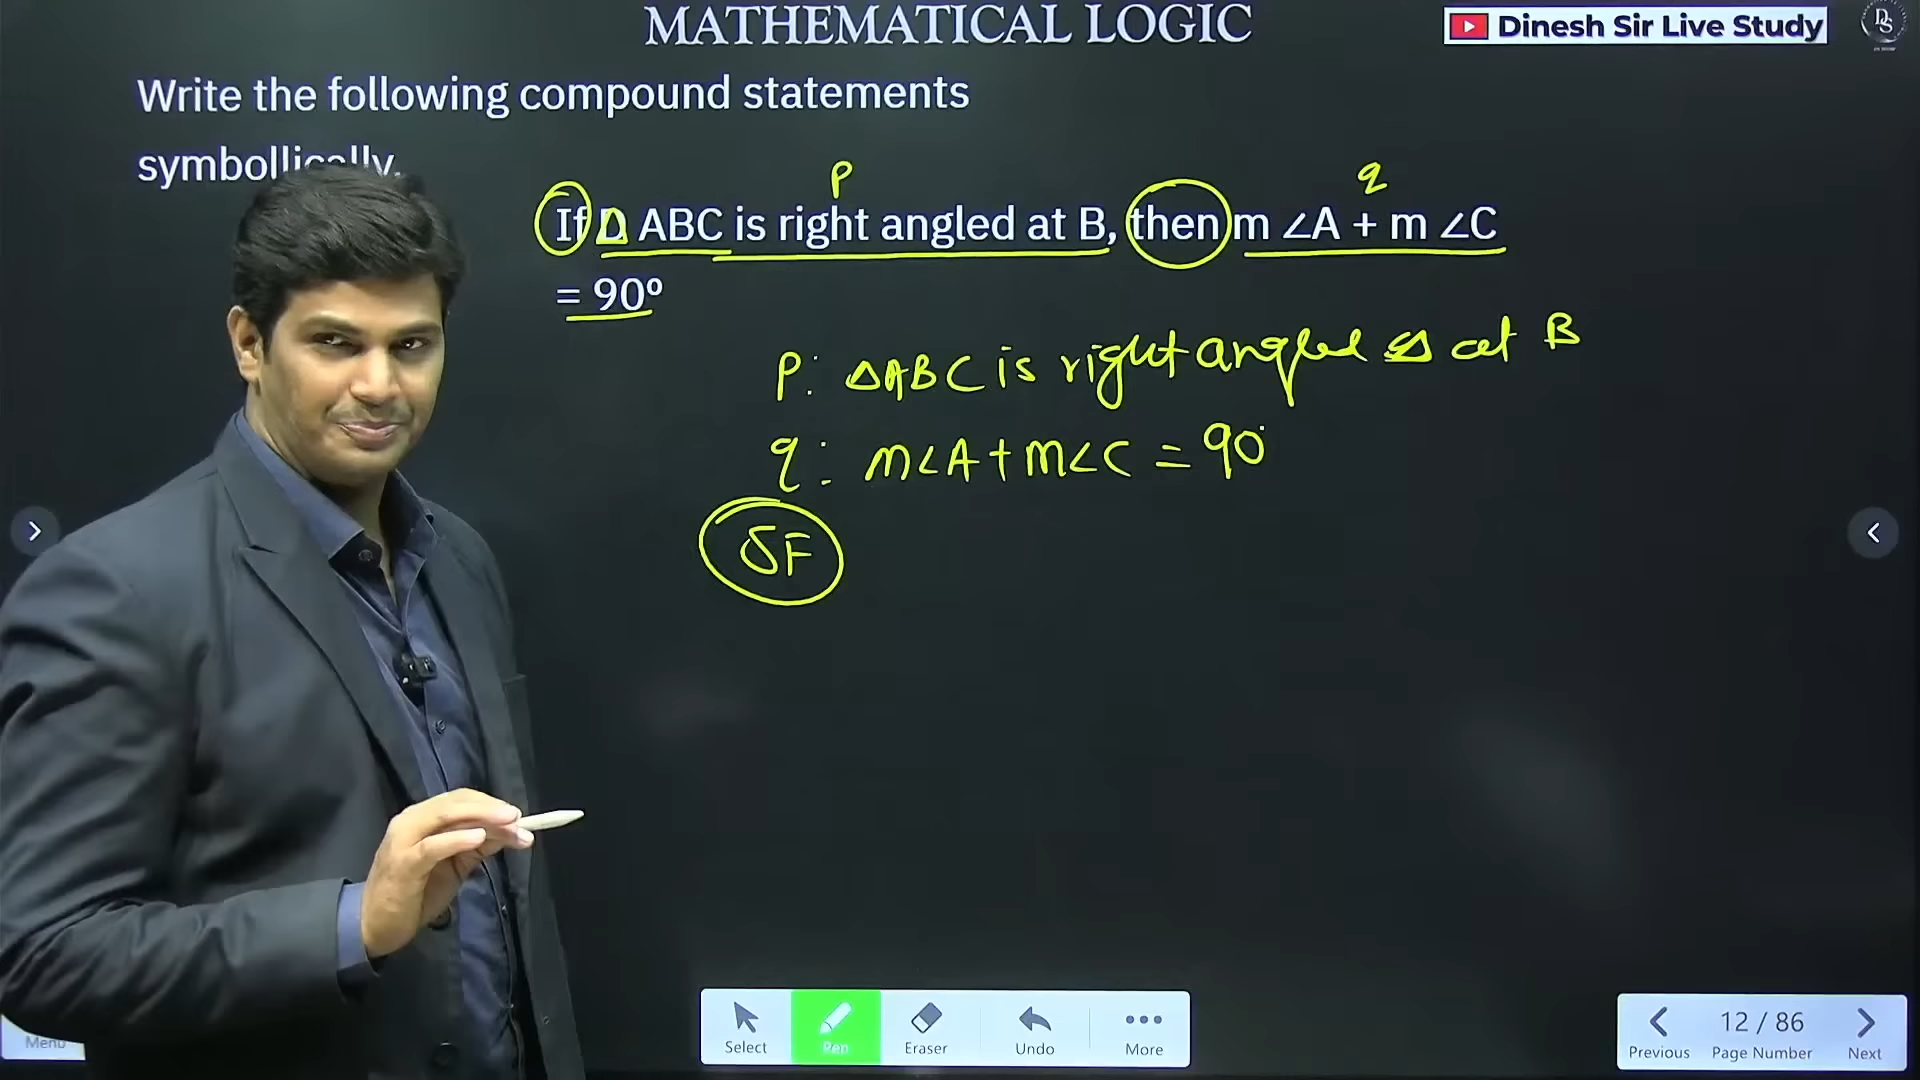 MATHEMATICAL LOGIC
Dinesh Sir Live Study
DS
Write the following compound statements
symbollically.
p
q
If Δ ABC is right angled at B, then m ∠A + m ∠C
= 90º
p: ΔABC is right angled Δ at B
q: m∠A + m∠C = 90°
SF
Select
Pen
Eraser
Undo
More
12 / 86
Previous
Page Number
Next
Menu